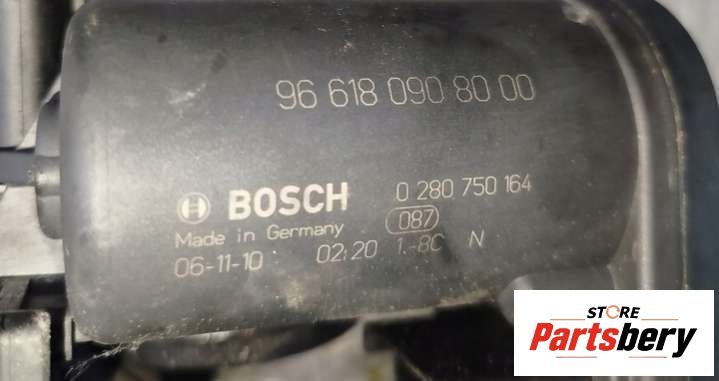 96 618 090 80 00
BOSCH 0 280 750 164
Made in Germany 087
06-11-10 02:20 1.-8C N
STORE
Partsbery